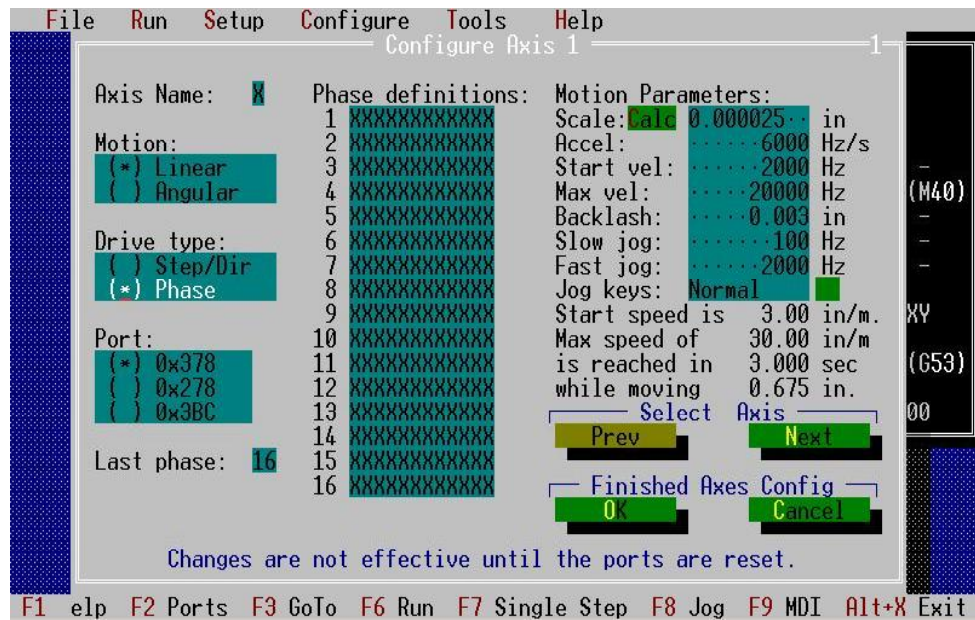 File Run Setup Configure Tools Help
Configure Axis 1 1
Axis Name: X
Motion:
(*) Linear
( ) Angular
Drive type:
( ) Step/Dir
(*) Phase
Port:
(*) 0x378
( ) 0x278
( ) 0x3BC
Last phase: 16
Phase definitions:
1 XXXXXXXXXXXX
2 XXXXXXXXXXXX
3 XXXXXXXXXXXX
4 XXXXXXXXXXXX
5 XXXXXXXXXXXX
6 XXXXXXXXXXXX
7 XXXXXXXXXXXX
8 XXXXXXXXXXXX
9 XXXXXXXXXXXX
10 XXXXXXXXXXXX
11 XXXXXXXXXXXX
12 XXXXXXXXXXXX
13 XXXXXXXXXXXX
14 XXXXXXXXXXXX
15 XXXXXXXXXXXX
16 XXXXXXXXXXXX
Motion Parameters:
Scale:Calc 0.000025·· in
Accel: ······6000 Hz/s
Start vel: ······2000 Hz
Max vel: ·····20000 Hz
Backlash: ·····0.003 in
Slow jog: ·······100 Hz
Fast jog: ······2000 Hz
Jog keys: Normal
Start speed is 3.00 in/m.
Max speed of 30.00 in/m
is reached in 3.000 sec
while moving 0.675 in.
Select Axis
Prev Next
Finished Axes Config
OK Cancel
Changes are not effective until the ports are reset.
(M40)
XY
(G53)
00
F1 elp F2 Ports F3 GoTo F6 Run F7 Single Step F8 Jog F9 MDI Alt+X Exit